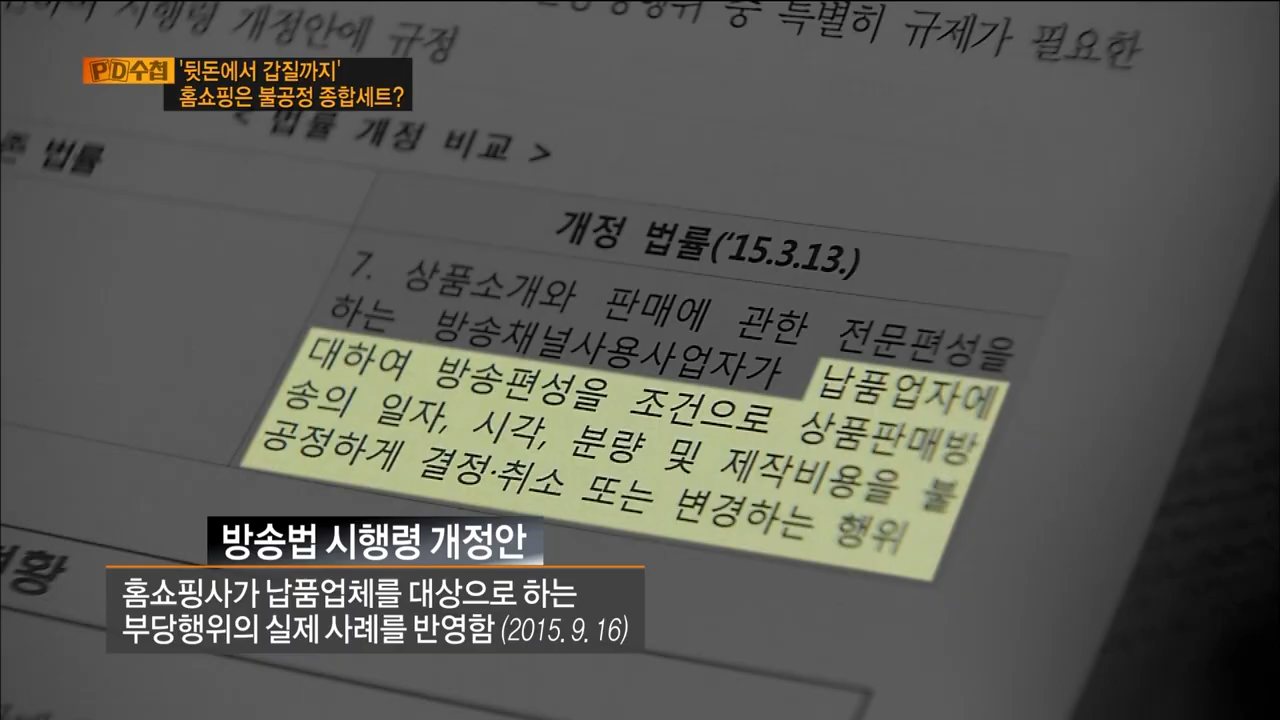 시행령 개정안에 규정
중 특별히 규제가 필요한
PD수첩
'뒷돈에서 갑질까지'
홈쇼핑은 불공정 종합세트?
< 법률 개정 비교 >
존 법률
개정 법률('15.3.13.)
7. 상품소개와 판매에 관한 전문편성을
하는 방송채널사용사업자가 납품업자에
대하여 방송편성을 조건으로 상품판매방
송의 일자, 시각, 분량 및 제작비용을 불
공정하게 결정·취소 또는 변경하는 행위
방송법 시행령 개정안
홈쇼핑사가 납품업체를 대상으로 하는
부당행위의 실제 사례를 반영함 (2015. 9. 16)